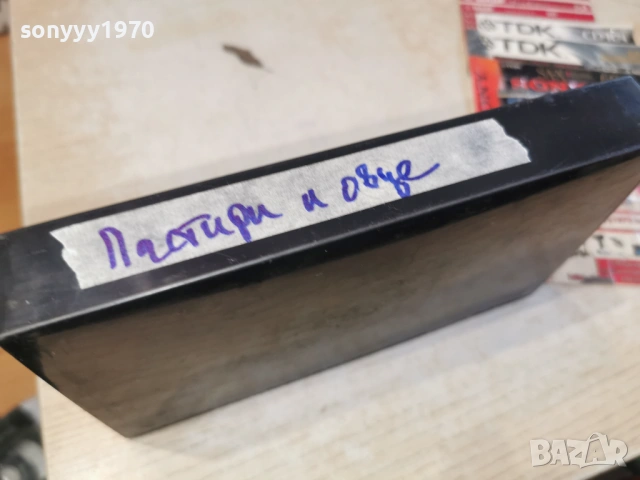 sonyyy1970
TDK
TDK
Пастири и овце
BAZAR